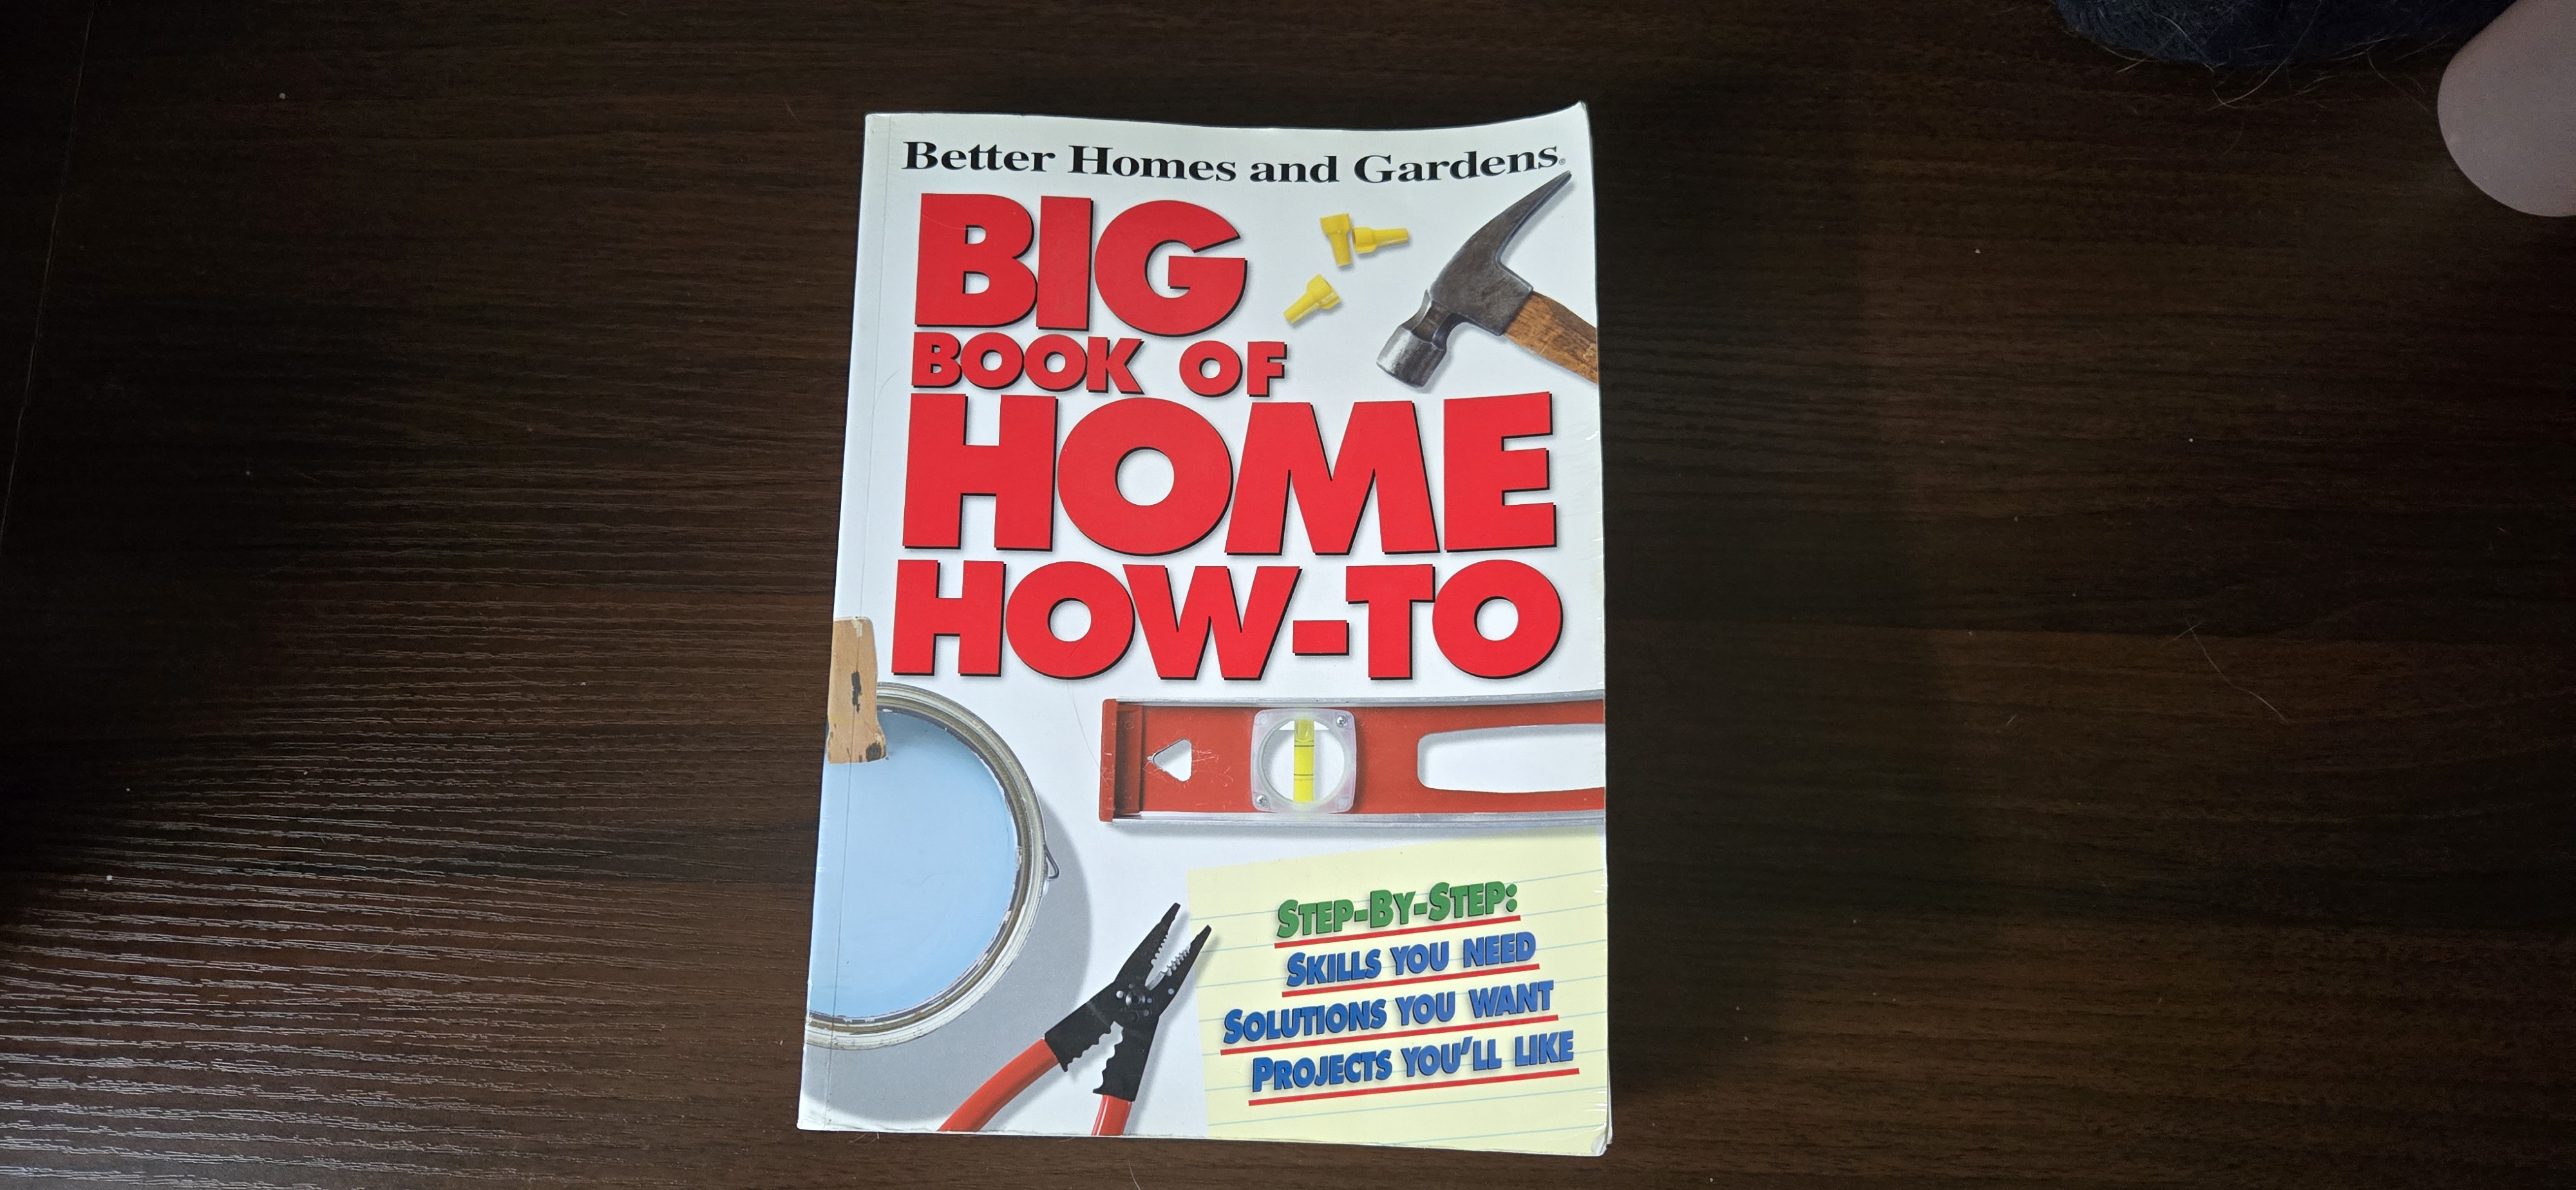 Better Homes and Gardens®
BIG
BOOK OF
HOME
HOW-TO
STEP-BY-STEP:
SKILLS YOU NEED
SOLUTIONS YOU WANT
PROJECTS YOU'LL LIKE